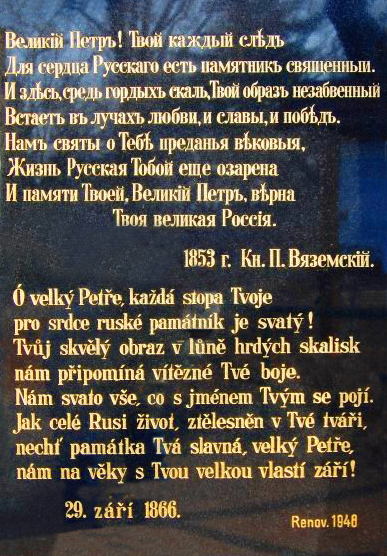 Великій Петръ! Твой каждый слѣдъ
Для сердца Русскаго есть памятникъ священный.
И здѣсь, средь гордыхъ скалъ, Твой образъ незабвенный
Встаетъ въ лучахъ любви, и славы, и побѣдъ.
Намъ святы о Тебѣ преданья вѣковыя,
Жизнь Русская Тобой еще озарена
И памяти Твоей, Великій Петръ, вѣрна
Твоя великая Россія.
1853 г. Кн. П. Вяземскій.
Ó velký Petře, každá stopa Tvoje
pro srdce ruské památník je svatý!
Tvůj skvělý obraz v lůně hrdých skalisk
nám připomíná vítězné Tvé boje.
Nám svato vše, co s jménem Tvým se pojí.
Jak celé Rusi život, ztělesněn v Tvé tváři,
nechť památka Tvá slavná, velký Petře,
nám na věky s Tvou velkou vlastí září!
29. září 1866.
Renov. 1948